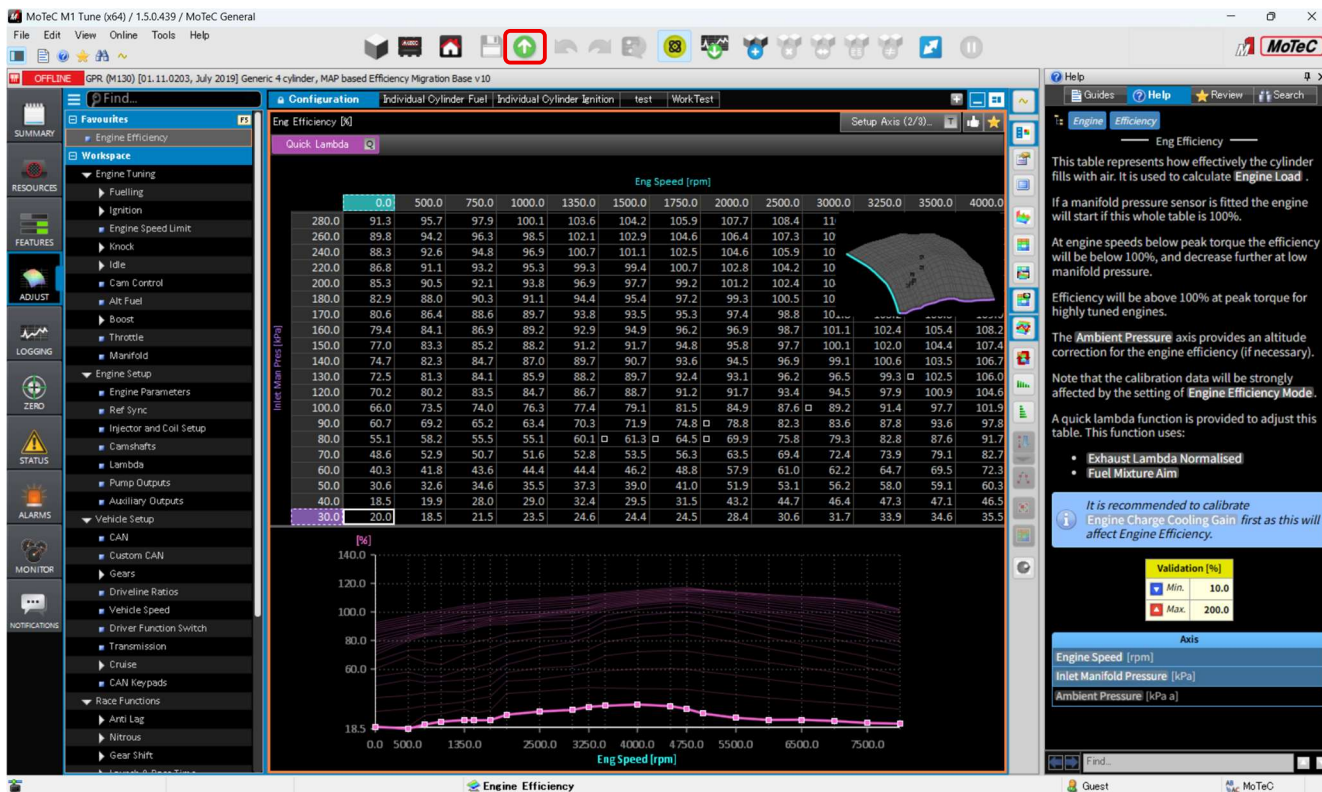 MoTeC M1 Tune (x64) / 1.5.0.439 / MoTeC General
File Edit View Online Tools Help
MoTeC
OFFLINE GPR (M130) [01.11.0203, July 2019] Generic 4 cylinder, MAP based Efficiency Migration Base v10
SUMMARY
RESOURCES
FEATURES
ADJUST
LOGGING
ZERO
STATUS
ALARMS
MONITOR
NOTIFICATIONS
Find...
Favourites F5
Engine Efficiency
Workspace
Engine Tuning
Fuelling
Ignition
Engine Speed Limit
Knock
Idle
Cam Control
Alt Fuel
Boost
Throttle
Manifold
Engine Setup
Engine Parameters
Ref Sync
Injector and Coil Setup
Camshafts
Lambda
Pump Outputs
Auxiliary Outputs
Vehicle Setup
CAN
Custom CAN
Gears
Driveline Ratios
Vehicle Speed
Driver Function Switch
Transmission
Cruise
CAN Keypads
Race Functions
Anti Lag
Nitrous
Gear Shift
Configuration Individual Cylinder Fuel Individual Cylinder Ignition test WorkTest
Eng Efficiency [%] Setup Axis (2/3)... T
Quick Lambda Q
Eng Speed [rpm]
0.0 500.0 750.0 1000.0 1350.0 1500.0 1750.0 2000.0 2500.0 3000.0 3250.0 3500.0 4000.0
Inlet Man Pres [kPa]
280.0 91.3 95.7 97.9 100.1 103.6 104.2 105.9 107.7 108.4 11
260.0 89.8 94.2 96.3 98.5 102.1 102.9 104.6 106.4 107.3 10
240.0 88.3 92.6 94.8 96.9 100.7 101.1 102.5 104.6 105.9 10
220.0 86.8 91.1 93.2 95.3 99.3 99.4 100.7 102.8 104.2 10
200.0 85.3 90.5 92.1 93.8 96.9 97.7 99.2 101.2 102.4 10
180.0 82.9 88.0 90.3 91.1 94.4 95.4 97.2 99.3 100.5 10
170.0 80.6 86.4 88.6 89.7 93.8 93.5 95.3 97.4 98.8
160.0 79.4 84.1 86.9 89.2 92.9 94.9 96.2 96.9 98.7 101.1 102.4 105.4 108.2
150.0 77.0 83.3 85.2 88.2 91.2 91.7 94.8 95.8 97.7 100.1 102.0 104.4 107.4
140.0 74.7 82.3 84.7 87.0 89.7 90.7 93.6 94.5 96.9 99.1 100.6 103.5 106.7
130.0 72.5 81.3 84.1 85.9 88.2 89.7 92.4 93.1 96.2 96.5 99.3 102.5 106.0
120.0 70.2 80.2 83.5 84.7 86.7 88.7 91.2 91.7 93.4 94.5 97.9 100.9 104.6
100.0 66.0 73.5 74.0 76.3 77.4 79.1 81.5 84.9 87.6 89.2 91.4 97.7 101.9
90.0 60.7 69.2 65.2 63.4 70.3 71.9 74.8 78.8 82.3 83.6 87.8 93.6 97.8
80.0 55.1 58.2 55.5 55.1 60.1 61.3 64.5 69.9 75.8 79.3 82.8 87.6 91.7
70.0 48.6 52.9 50.7 51.6 52.8 53.5 56.3 63.5 69.4 72.4 73.9 79.1 82.7
60.0 40.3 41.8 43.6 44.4 44.4 46.2 48.8 57.9 61.0 62.2 64.7 69.5 72.3
50.0 30.6 32.6 34.6 35.5 37.3 39.0 41.0 51.9 53.1 56.2 58.0 59.1 60.3
40.0 18.5 19.9 28.0 29.0 32.4 29.5 31.5 43.2 44.7 46.4 47.3 47.1 46.5
30.0 20.0 18.5 21.5 23.5 24.6 24.4 24.5 28.4 30.6 31.7 33.9 34.6 35.5
[%]
140.0
120.0
100.0
80.0
60.0
18.5
0.0 500.0 1350.0 2500.0 3250.0 4000.0 4750.0 5500.0 6500.0 7500.0
Eng Speed [rpm]
Help
Guides Help Review Search
Engine Efficiency
Eng Efficiency
This table represents how effectively the cylinder
fills with air. It is used to calculate Engine Load .
If a manifold pressure sensor is fitted the engine
will start if this whole table is 100%.
At engine speeds below peak torque the efficiency
will be below 100%, and decrease further at low
manifold pressure.
Efficiency will be above 100% at peak torque for
highly tuned engines.
The Ambient Pressure axis provides an altitude
correction for the engine efficiency (if necessary).
Note that the calibration data will be strongly
affected by the setting of Engine Efficiency Mode.
A quick lambda function is provided to adjust this
table. This function uses:
Exhaust Lambda Normalised
Fuel Mixture Aim
It is recommended to calibrate
Engine Charge Cooling Gain first as this will
affect Engine Efficiency.
Validation [%]
Min. 10.0
Max. 200.0
Axis
Engine Speed [rpm]
Inlet Manifold Pressure [kPa]
Ambient Pressure [kPa a]
Find...
Engine Efficiency
Guest
MoTeC